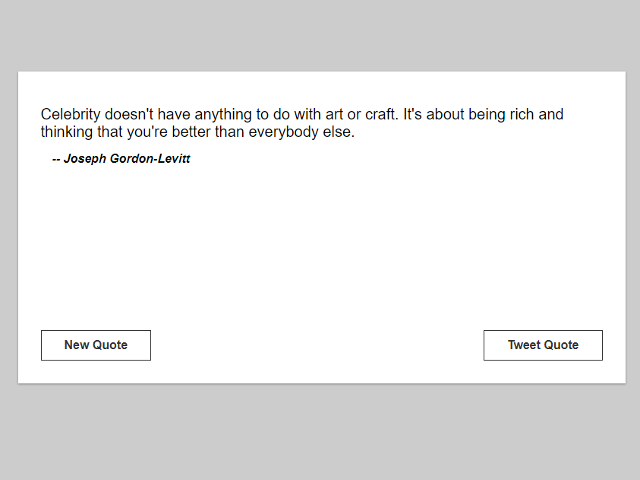 Celebrity doesn't have anything to do with art or craft. It's about being rich and
thinking that you're better than everybody else.
-- Joseph Gordon-Levitt
New Quote
Tweet Quote